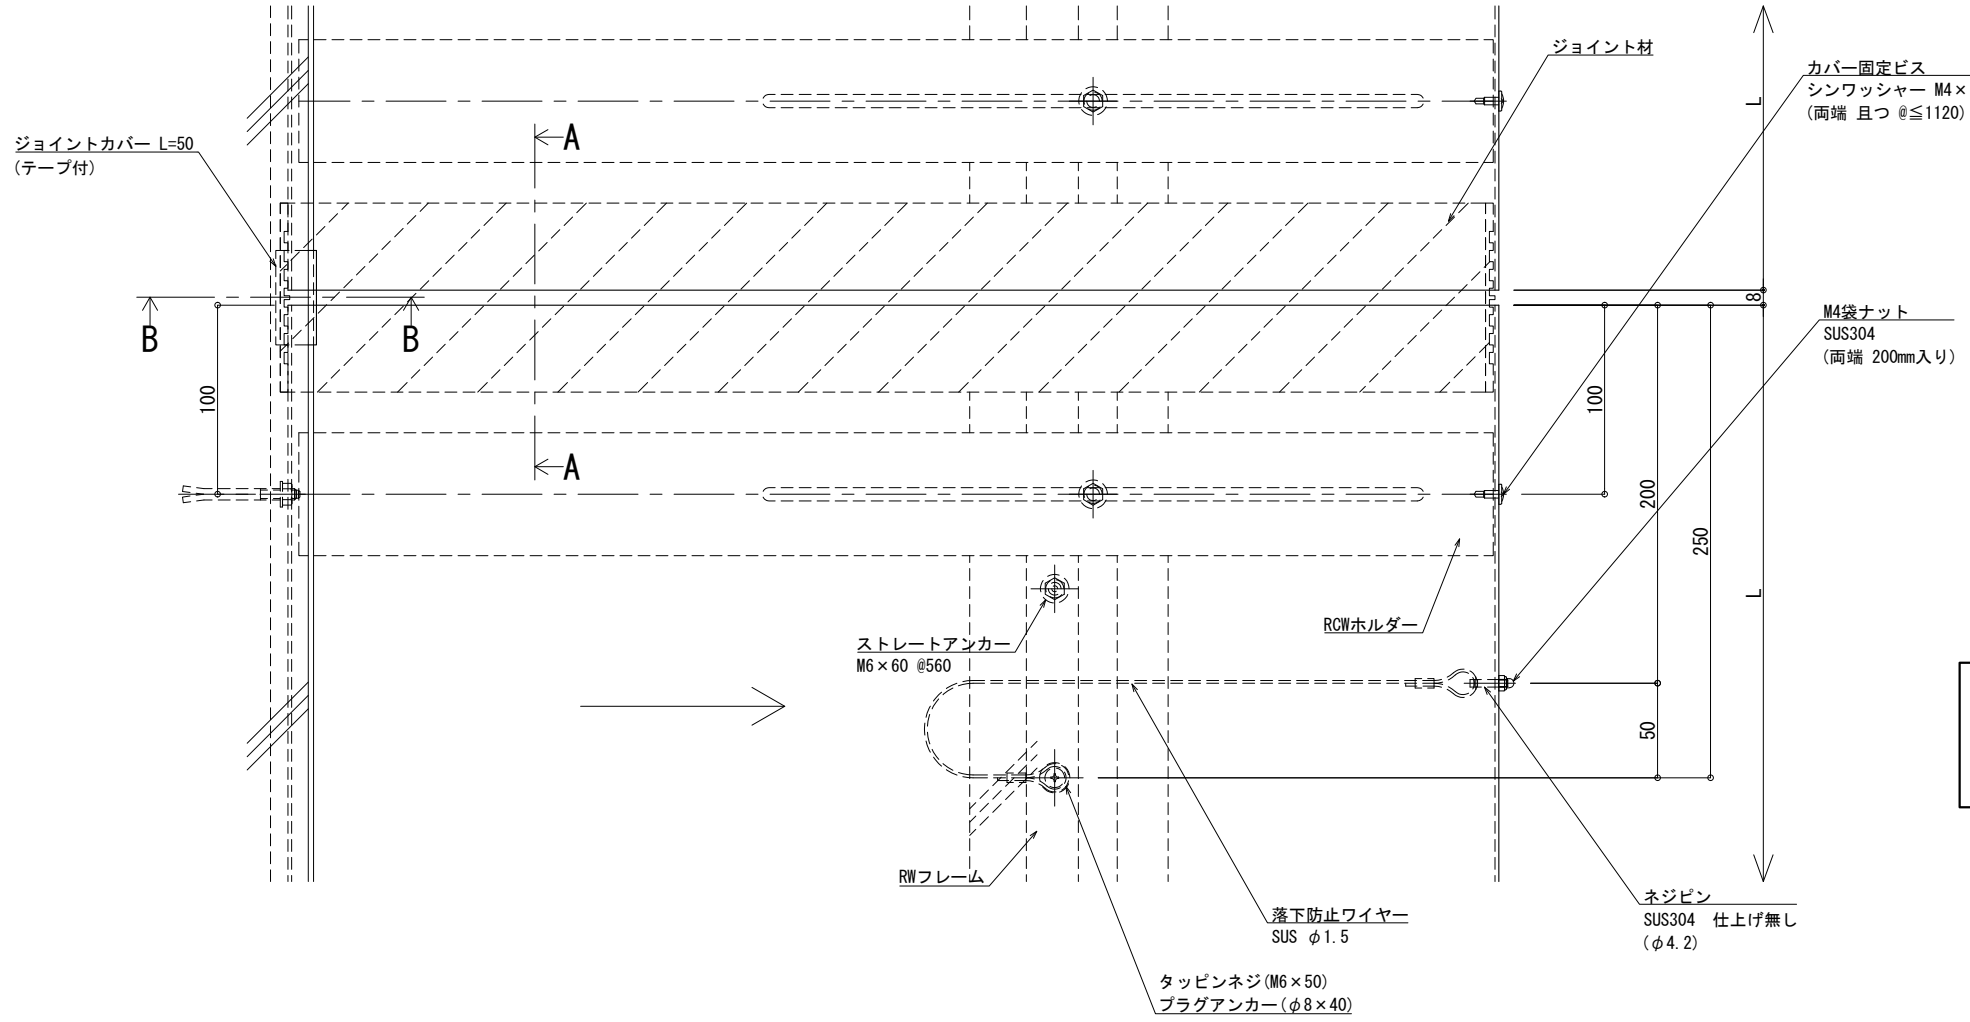 ジョイント材
カバー固定ビス
シンワッシャー M4×
(両端 且つ @≦1120)
L
ジョイントカバー L=50
(テープ付)
A
B
B
8
M4袋ナット
SUS304
(両端 200mm入り)
100
100
A
200
250
L
RCWホルダー
ストレートアンカー
M6×60 @560
50
RWフレーム
落下防止ワイヤー
SUS φ1.5
ネジピン
SUS304 仕上げ無し
(φ4.2)
タッピンネジ(M6×50)
プラグアンカー(φ8×40)